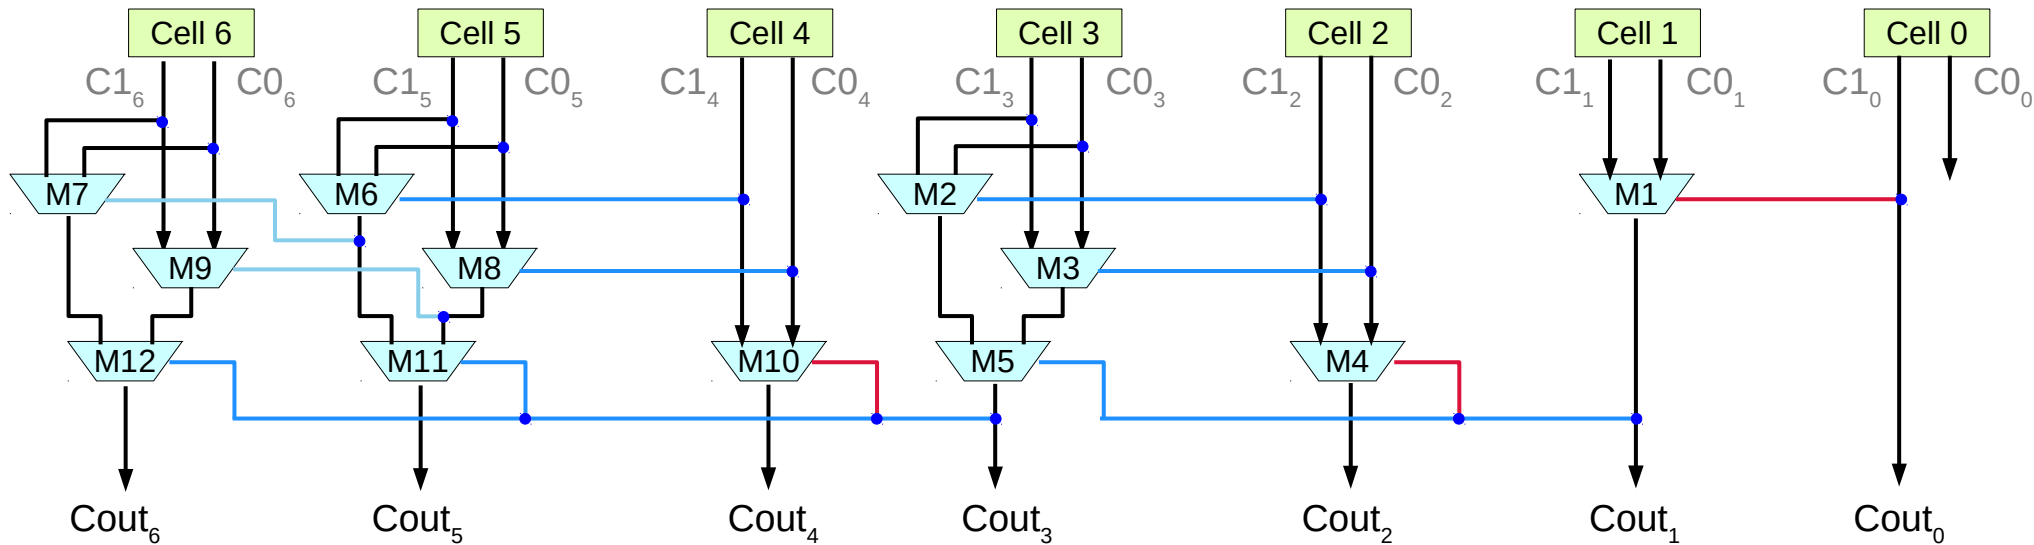 Cell 6 Cell 5 Cell 4 Cell 3 Cell 2 Cell 1 Cell 0
C1₆ C0₆ C1₅ C0₅ C1₄ C0₄ C1₃ C0₃ C1₂ C0₂ C1₁ C0₁ C1₀ C0₀
M7 M6 M2 M1
M9 M8 M3
M12 M11 M10 M5 M4
Cout₆ Cout₅ Cout₄ Cout₃ Cout₂ Cout₁ Cout₀